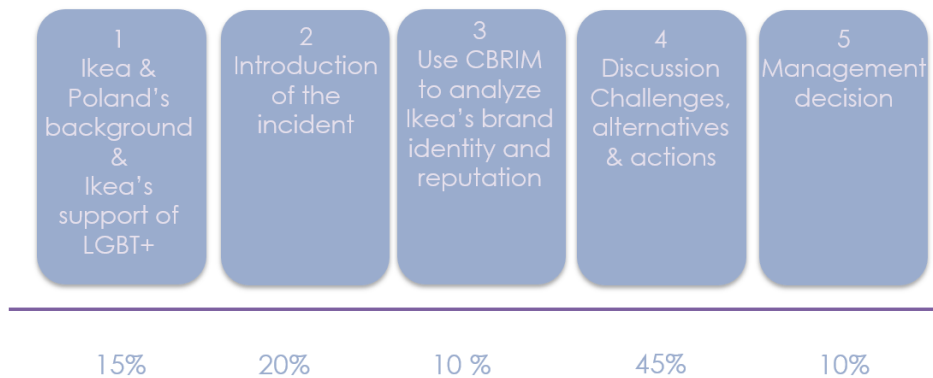 1
Ikea &
Poland's
background
&
Ikea's
support of
LGBT+
2
Introduction
of the
incident
3
Use CBRIM
to analyze
Ikea's brand
identity and
reputation
4
Discussion
Challenges,
alternatives
& actions
5
Management
decision
15%
20%
10 %
45%
10%